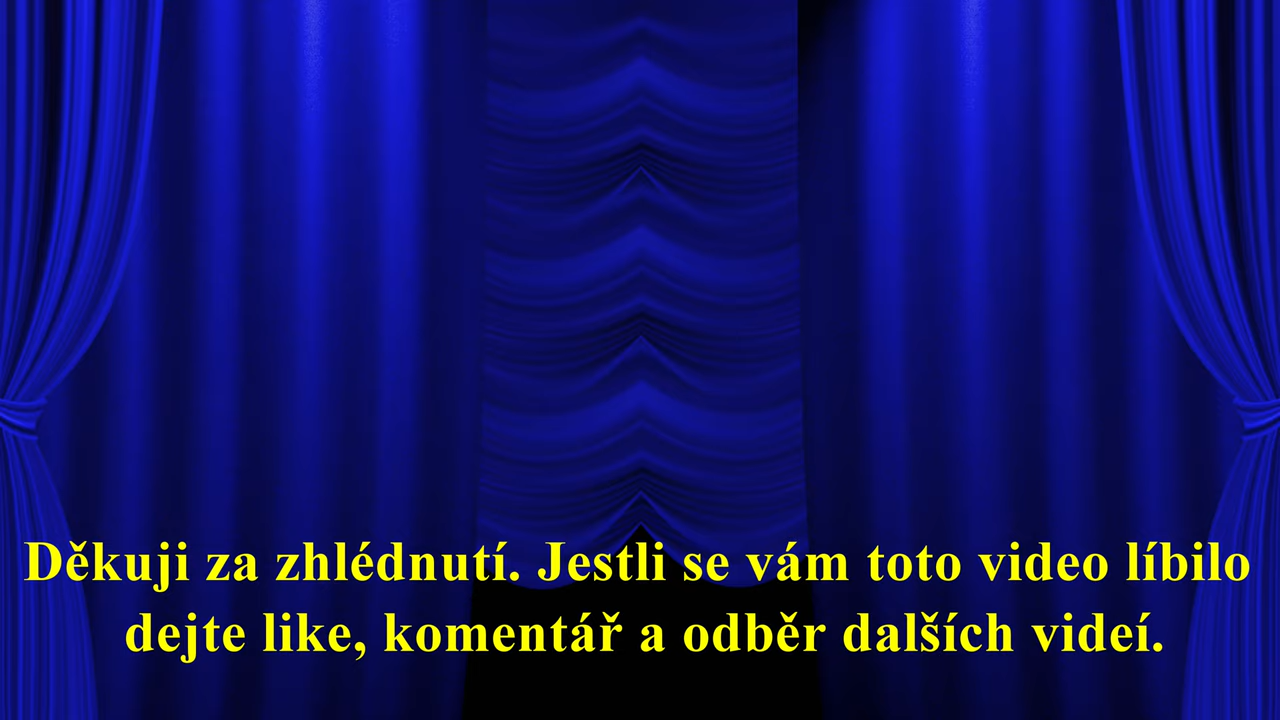 Děkuji za zhlédnutí. Jestli se vám toto video líbilo
dejte like, komentář a odběr dalších videí.